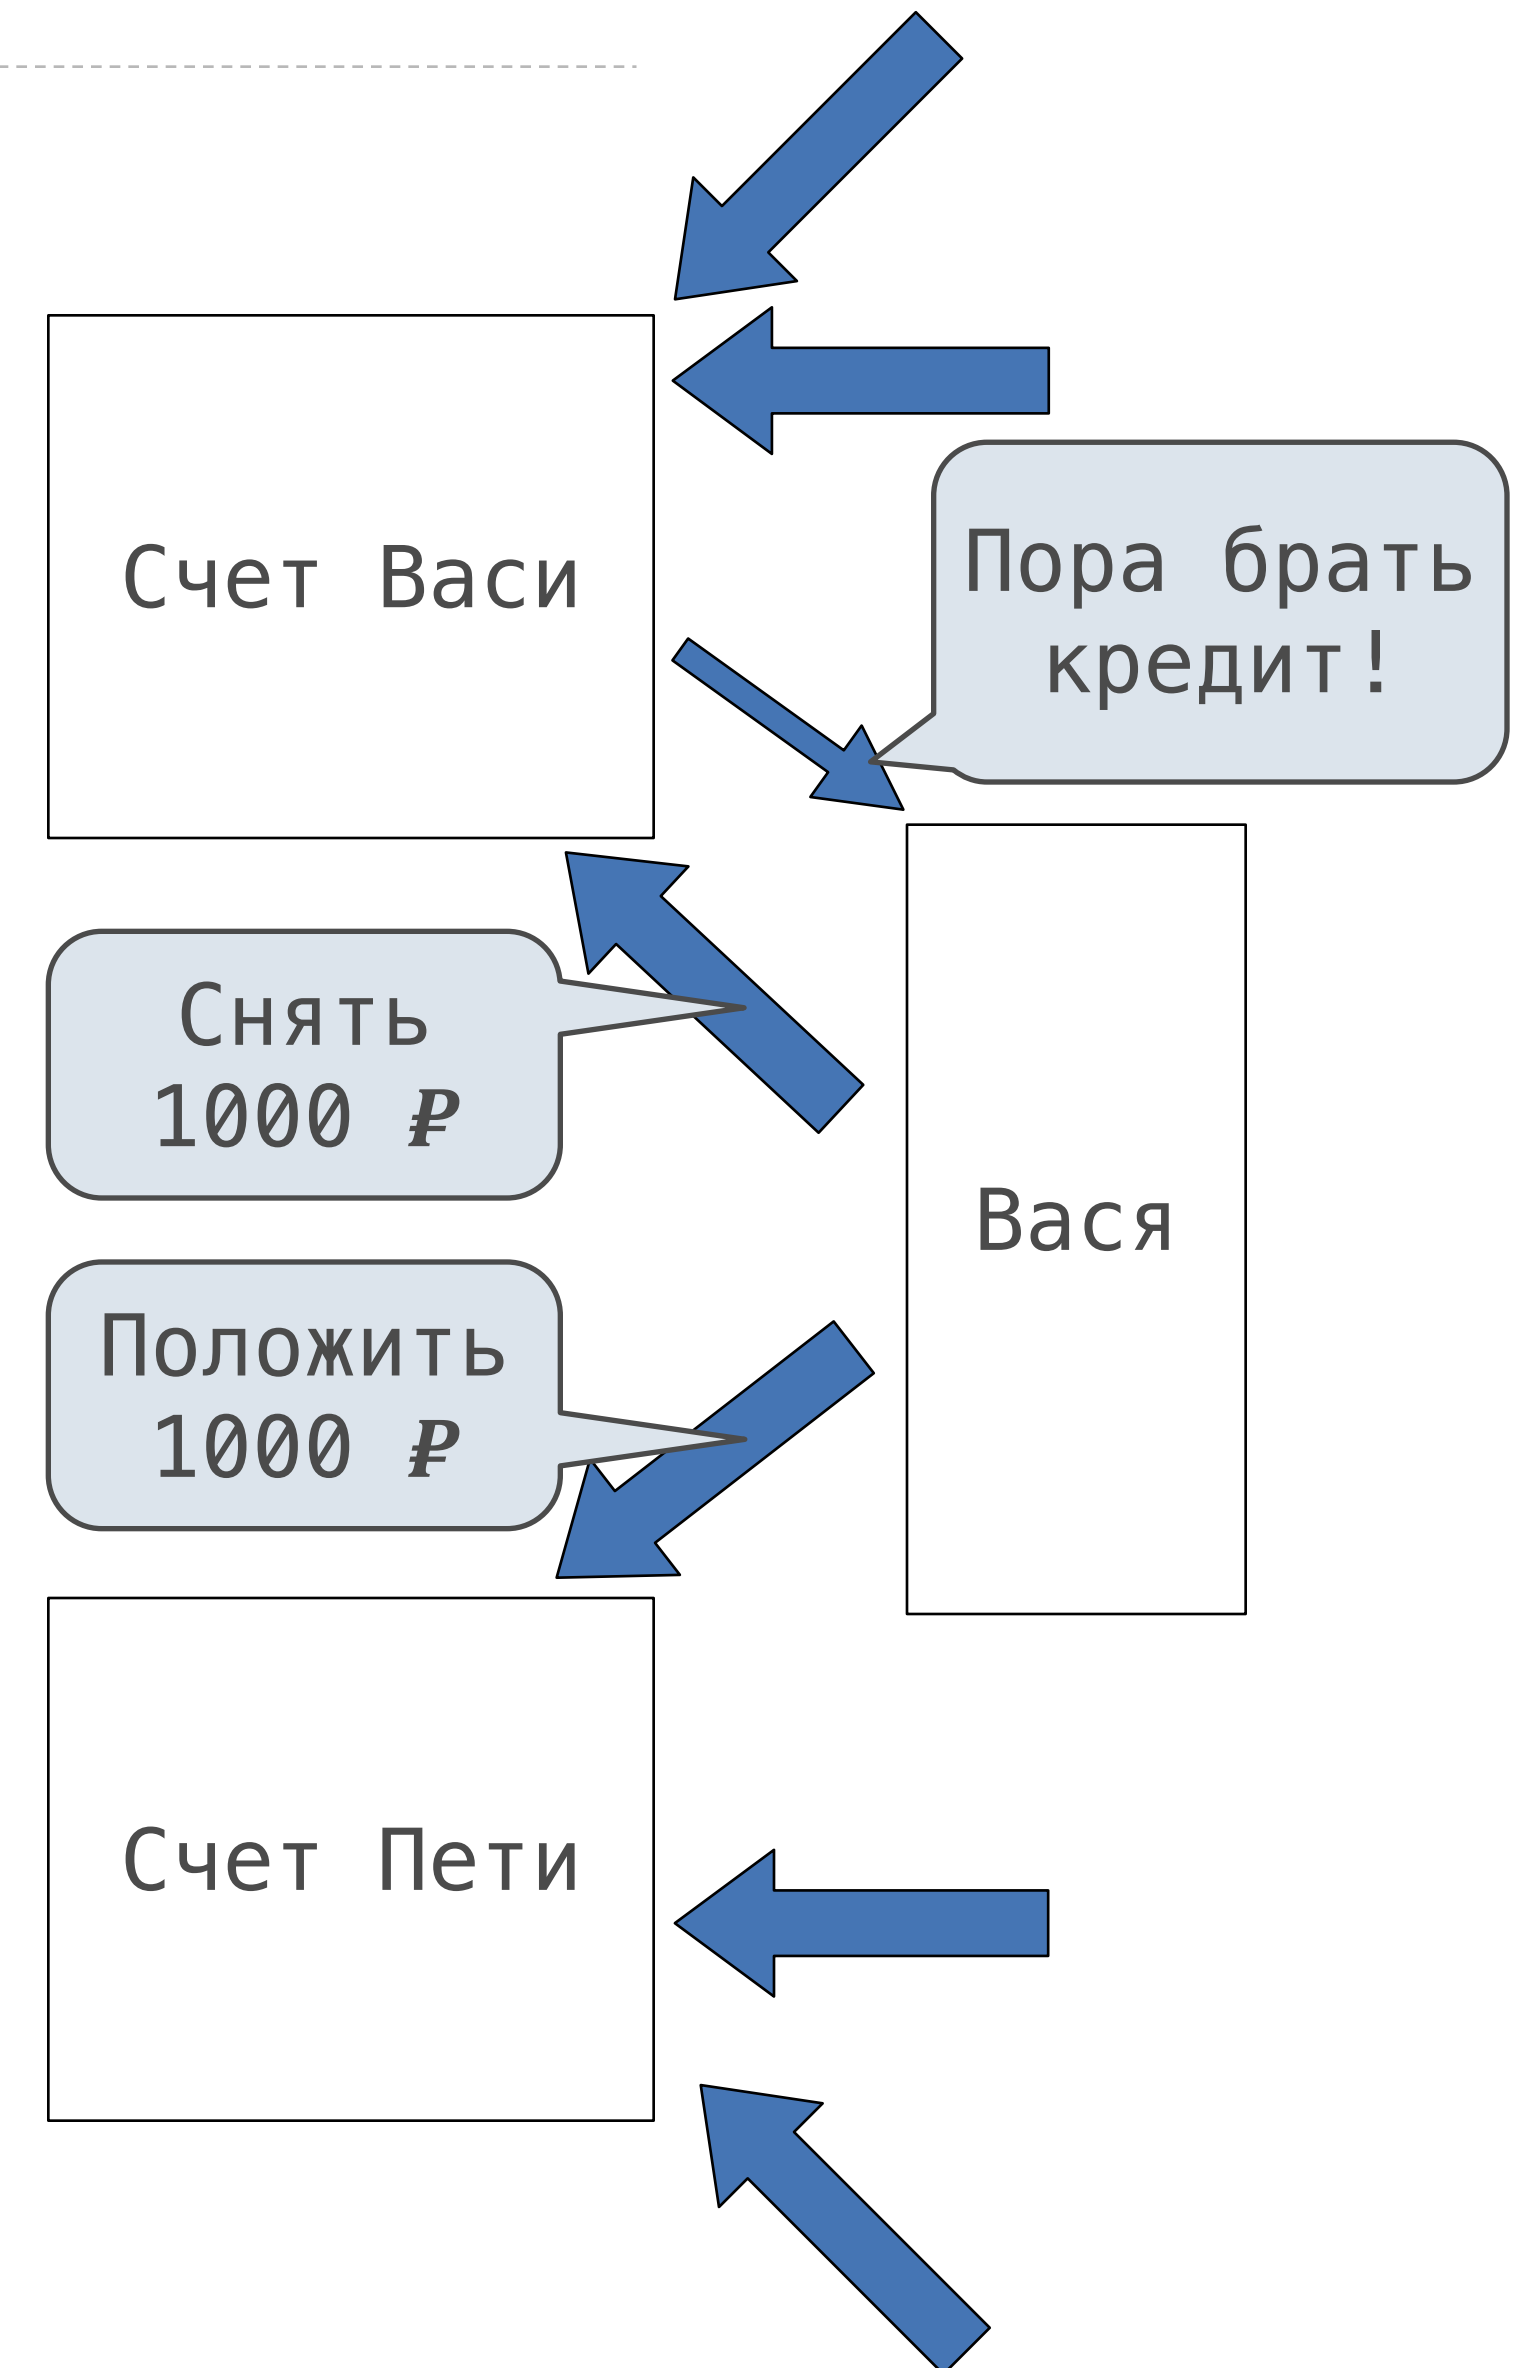 Счет Васи
Пора брать
кредит!
Снять
1000 ₽
Вася
Положить
1000 ₽
Счет Пети